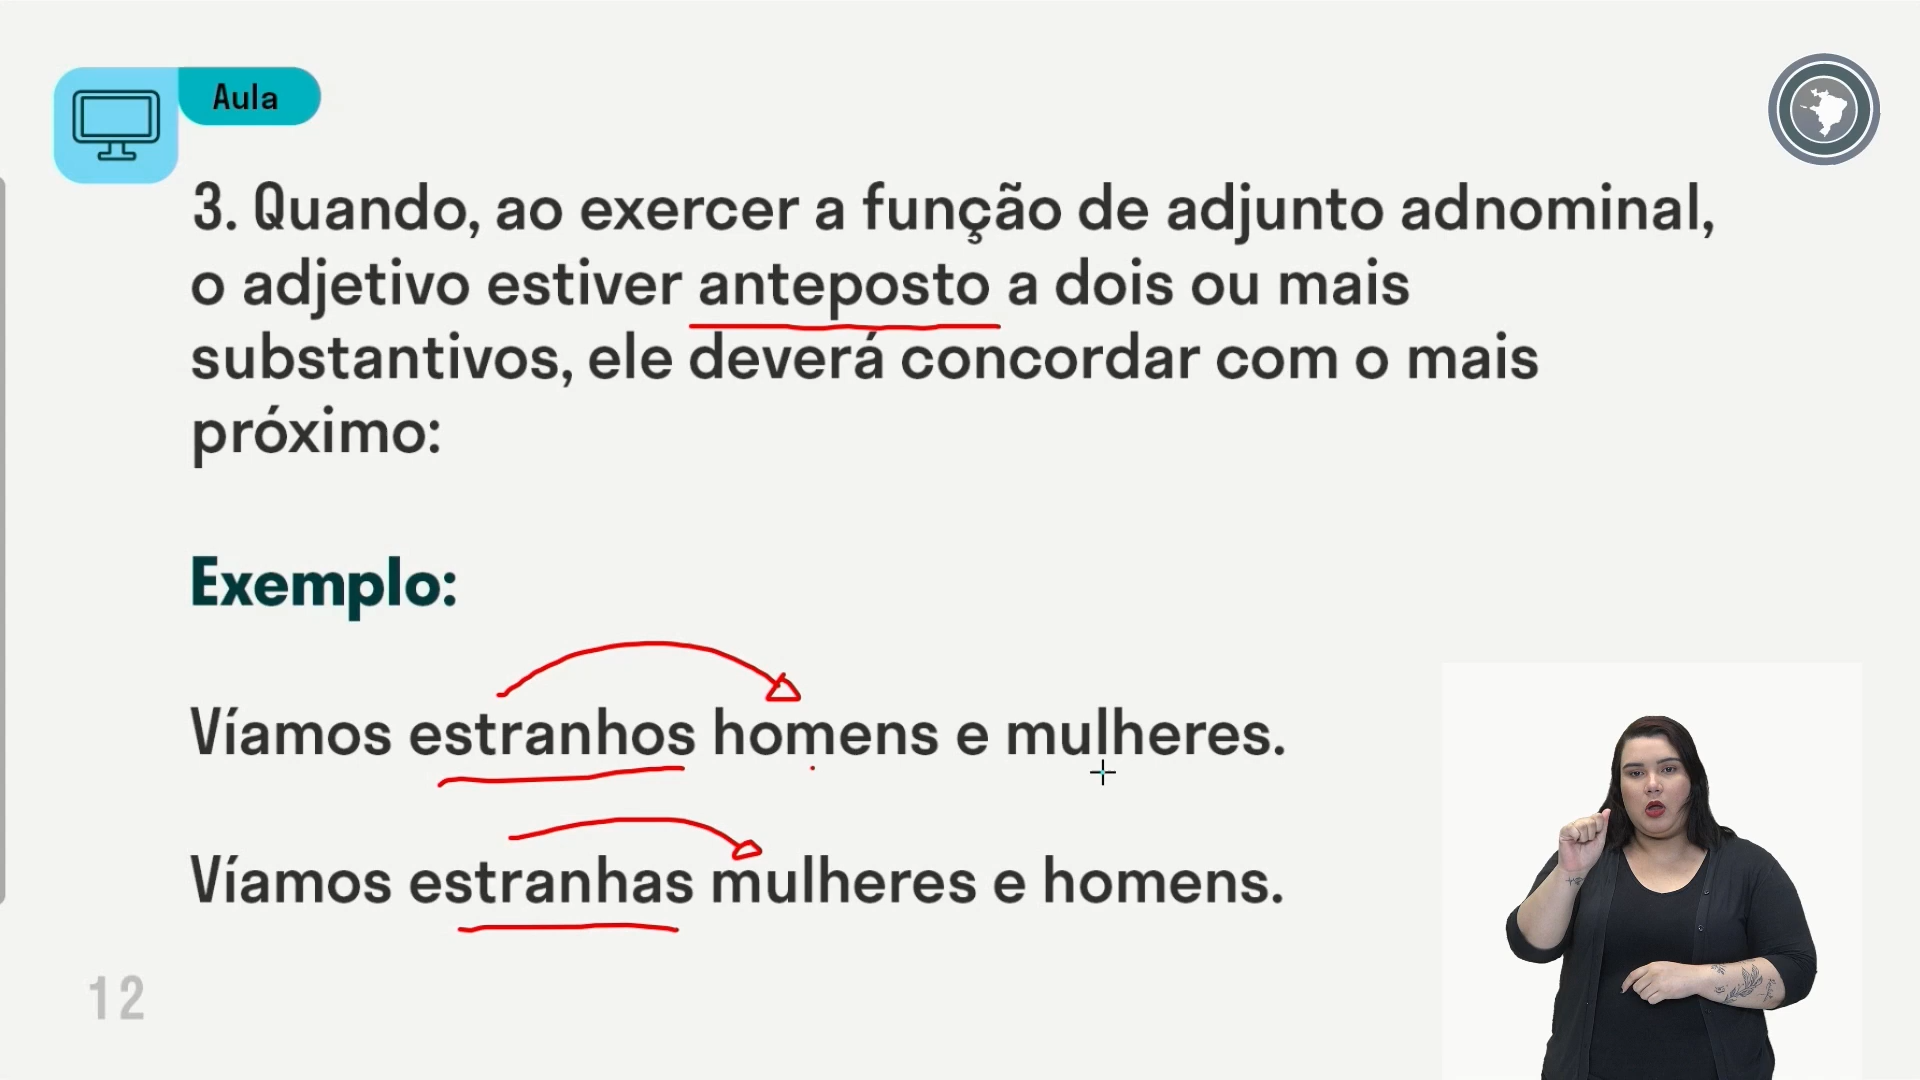 Aula
3. Quando, ao exercer a função de adjunto adnominal,
o adjetivo estiver anteposto a dois ou mais
substantivos, ele deverá concordar com o mais
próximo:
Exemplo:
Víamos estranhos homens e mulheres.
Víamos estranhas mulheres e homens.
12